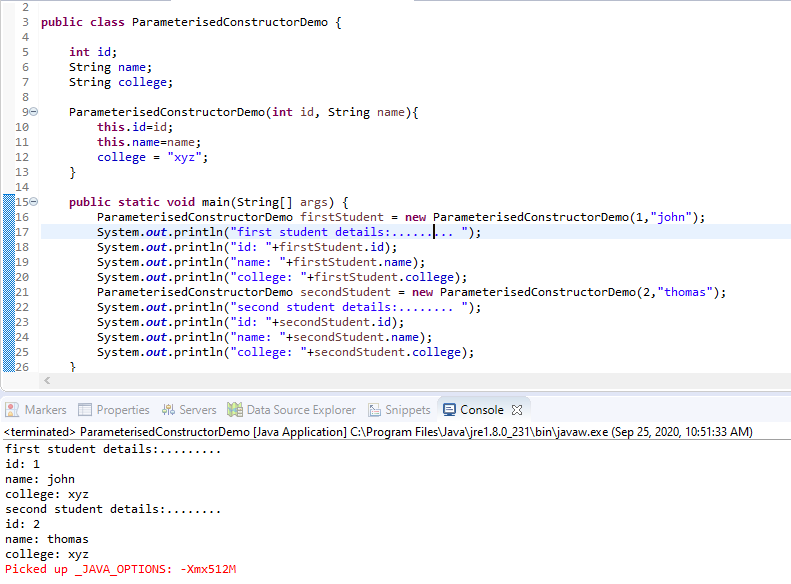 2
3 public class ParameterisedConstructorDemo {
4
5 int id;
6 String name;
7 String college;
8
9 ParameterisedConstructorDemo(int id, String name){
10 this.id=id;
11 this.name=name;
12 college = "xyz";
13 }
14
15 public static void main(String[] args) {
16 ParameterisedConstructorDemo firstStudent = new ParameterisedConstructorDemo(1,"john");
17 System.out.println("first student details:......... ");
18 System.out.println("id: "+firstStudent.id);
19 System.out.println("name: "+firstStudent.name);
20 System.out.println("college: "+firstStudent.college);
21 ParameterisedConstructorDemo secondStudent = new ParameterisedConstructorDemo(2,"thomas");
22 System.out.println("second student details:........ ");
23 System.out.println("id: "+secondStudent.id);
24 System.out.println("name: "+secondStudent.name);
25 System.out.println("college: "+secondStudent.college);
26 }
Markers Properties Servers Data Source Explorer Snippets Console
<terminated> ParameterisedConstructorDemo [Java Application] C:\Program Files\Java\jre1.8.0_231\bin\javaw.exe (Sep 25, 2020, 10:51:33 AM)
first student details:.........
id: 1
name: john
college: xyz
second student details:........
id: 2
name: thomas
college: xyz
Picked up _JAVA_OPTIONS: -Xmx512M